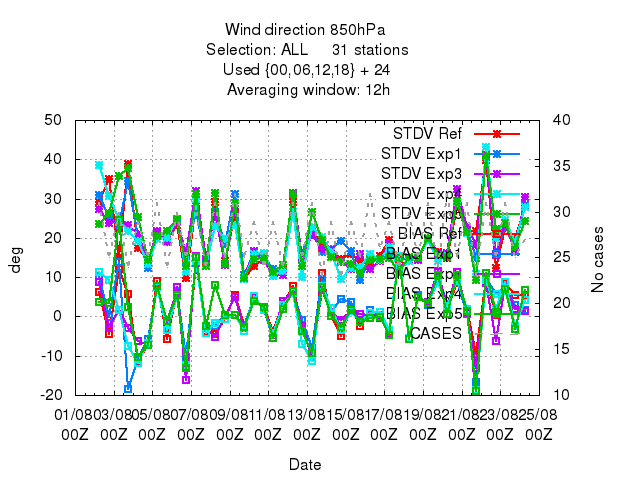 Wind direction 850hPa
Selection: ALL 31 stations
Used {00,06,12,18} + 24
Averaging window: 12h
50 40
40 35
30 30
20 25
10 20
0
-10 15
-20 10
deg
No cases
STDV Ref
STDV Exp1
STDV Exp3
STDV Exp4
STDV Exp5
BIAS Ref
BIAS Exp1
BIAS Exp3
BIAS Exp4
BIAS Exp5
CASES
01/08 03/08 05/08 07/08 09/08 11/08 13/08 15/08 17/08 19/08 21/08 23/08 25/08
00Z 00Z 00Z 00Z 00Z 00Z 00Z 00Z 00Z 00Z 00Z 00Z 00Z
Date